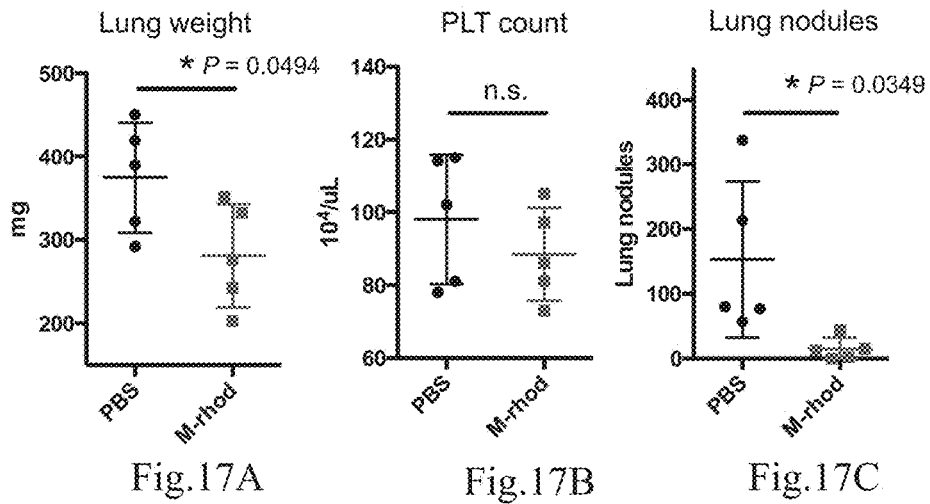 Lung weight
* P = 0.0494
500
400
300
200
mg
PBS
M-rhod
Fig.17A
PLT count
n.s.
140
120
100
80
60
10⁴/uL
PBS
M-rhod
Fig.17B
Lung nodules
* P = 0.0349
400
300
200
100
0
Lung nodules
PBS
M-rhod
Fig.17C